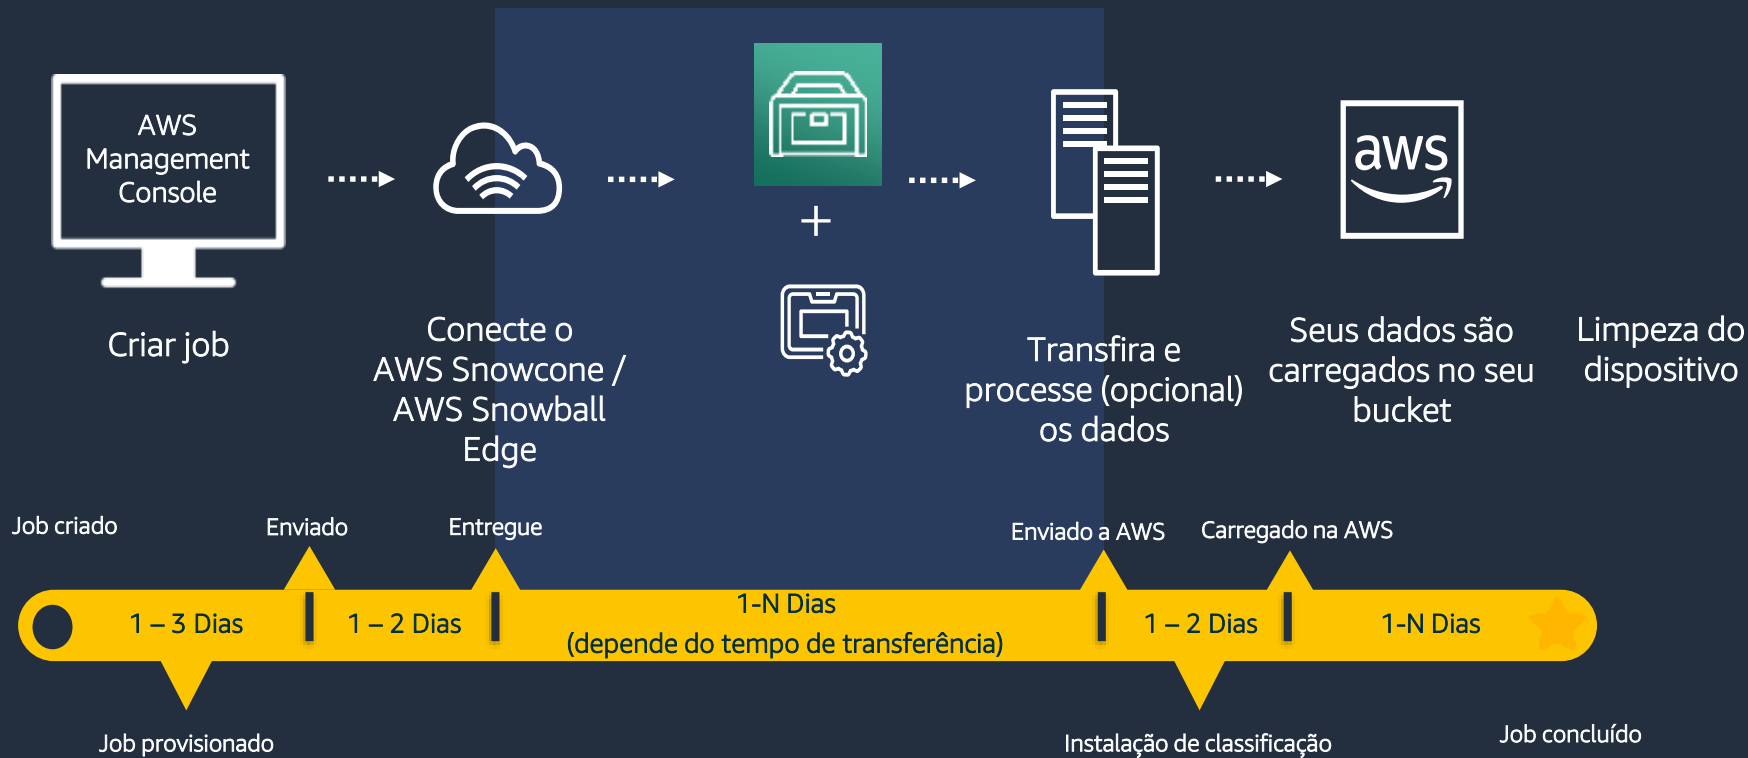 AWS
Management
Console
aws
Criar job
Conecte o
AWS Snowcone /
AWS Snowball
Edge
Transfira e
processe (opcional)
os dados
Seus dados são
carregados no seu
bucket
Limpeza do
dispositivo
Job criado
Enviado
Entregue
Enviado a AWS
Carregado na AWS
1 – 3 Dias
1 – 2 Dias
1-N Dias
(depende do tempo de transferência)
1 – 2 Dias
1-N Dias
Job provisionado
Instalação de classificação
Job concluído